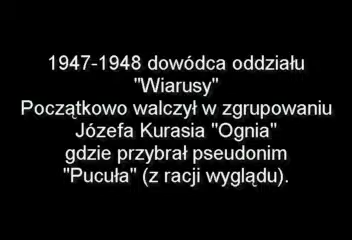 1947-1948 dowódca oddziału
"Wiarusy"
Początkowo walczył w zgrupowaniu
Józefa Kurasia "Ognia"
gdzie przybrał pseudonim
"Pucuła" (z racji wyglądu).